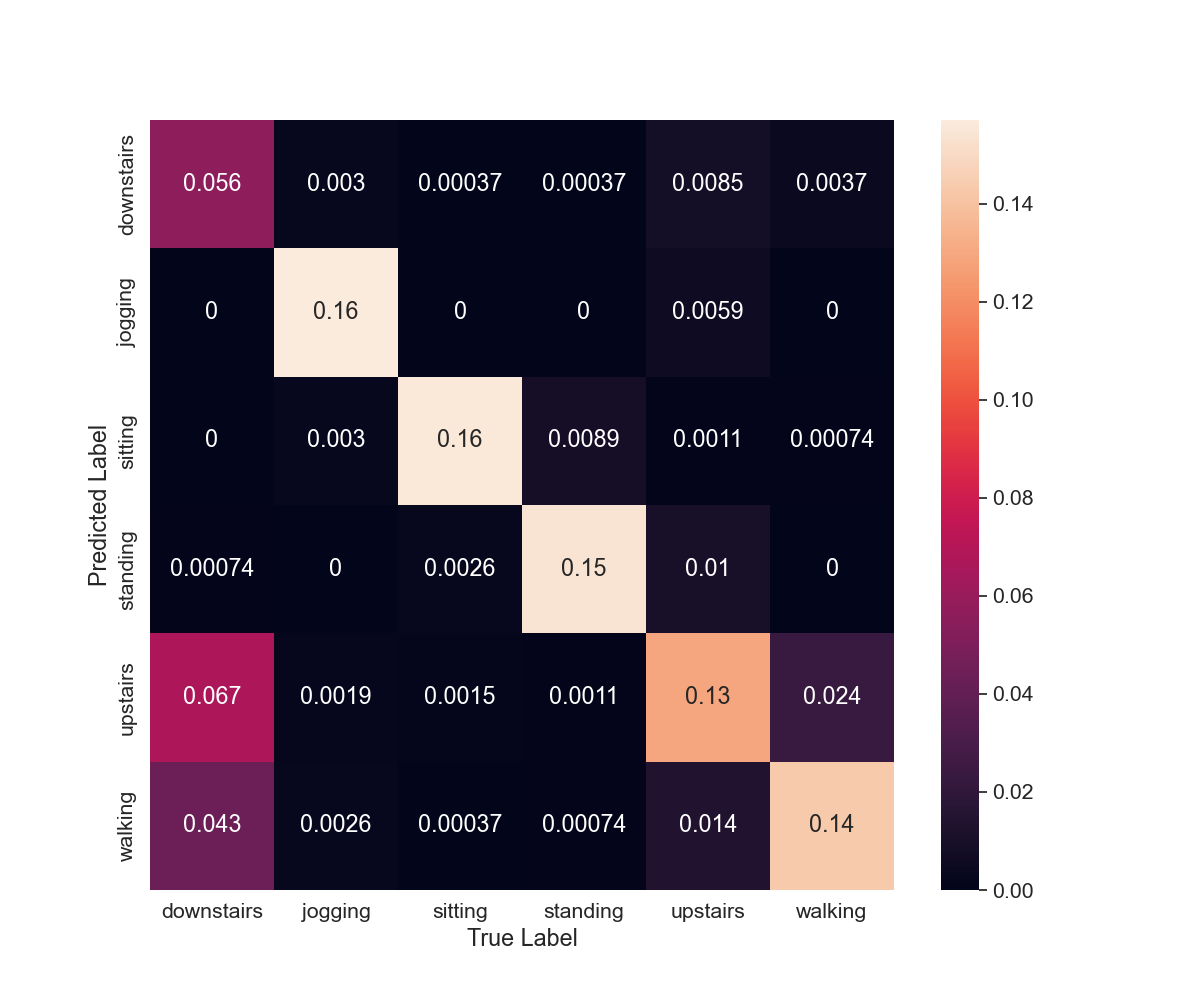 downstairs 0.056 0.003 0.00037 0.00037 0.0085 0.0037
jogging 0 0.16 0 0 0.0059 0
sitting 0 0.003 0.16 0.0089 0.0011 0.00074
standing 0.00074 0 0.0026 0.15 0.01 0
upstairs 0.067 0.0019 0.0015 0.0011 0.13 0.024
walking 0.043 0.0026 0.00037 0.00074 0.014 0.14
Predicted Label
downstairs jogging sitting standing upstairs walking
True Label
0.14
0.12
0.10
0.08
0.06
0.04
0.02
0.00